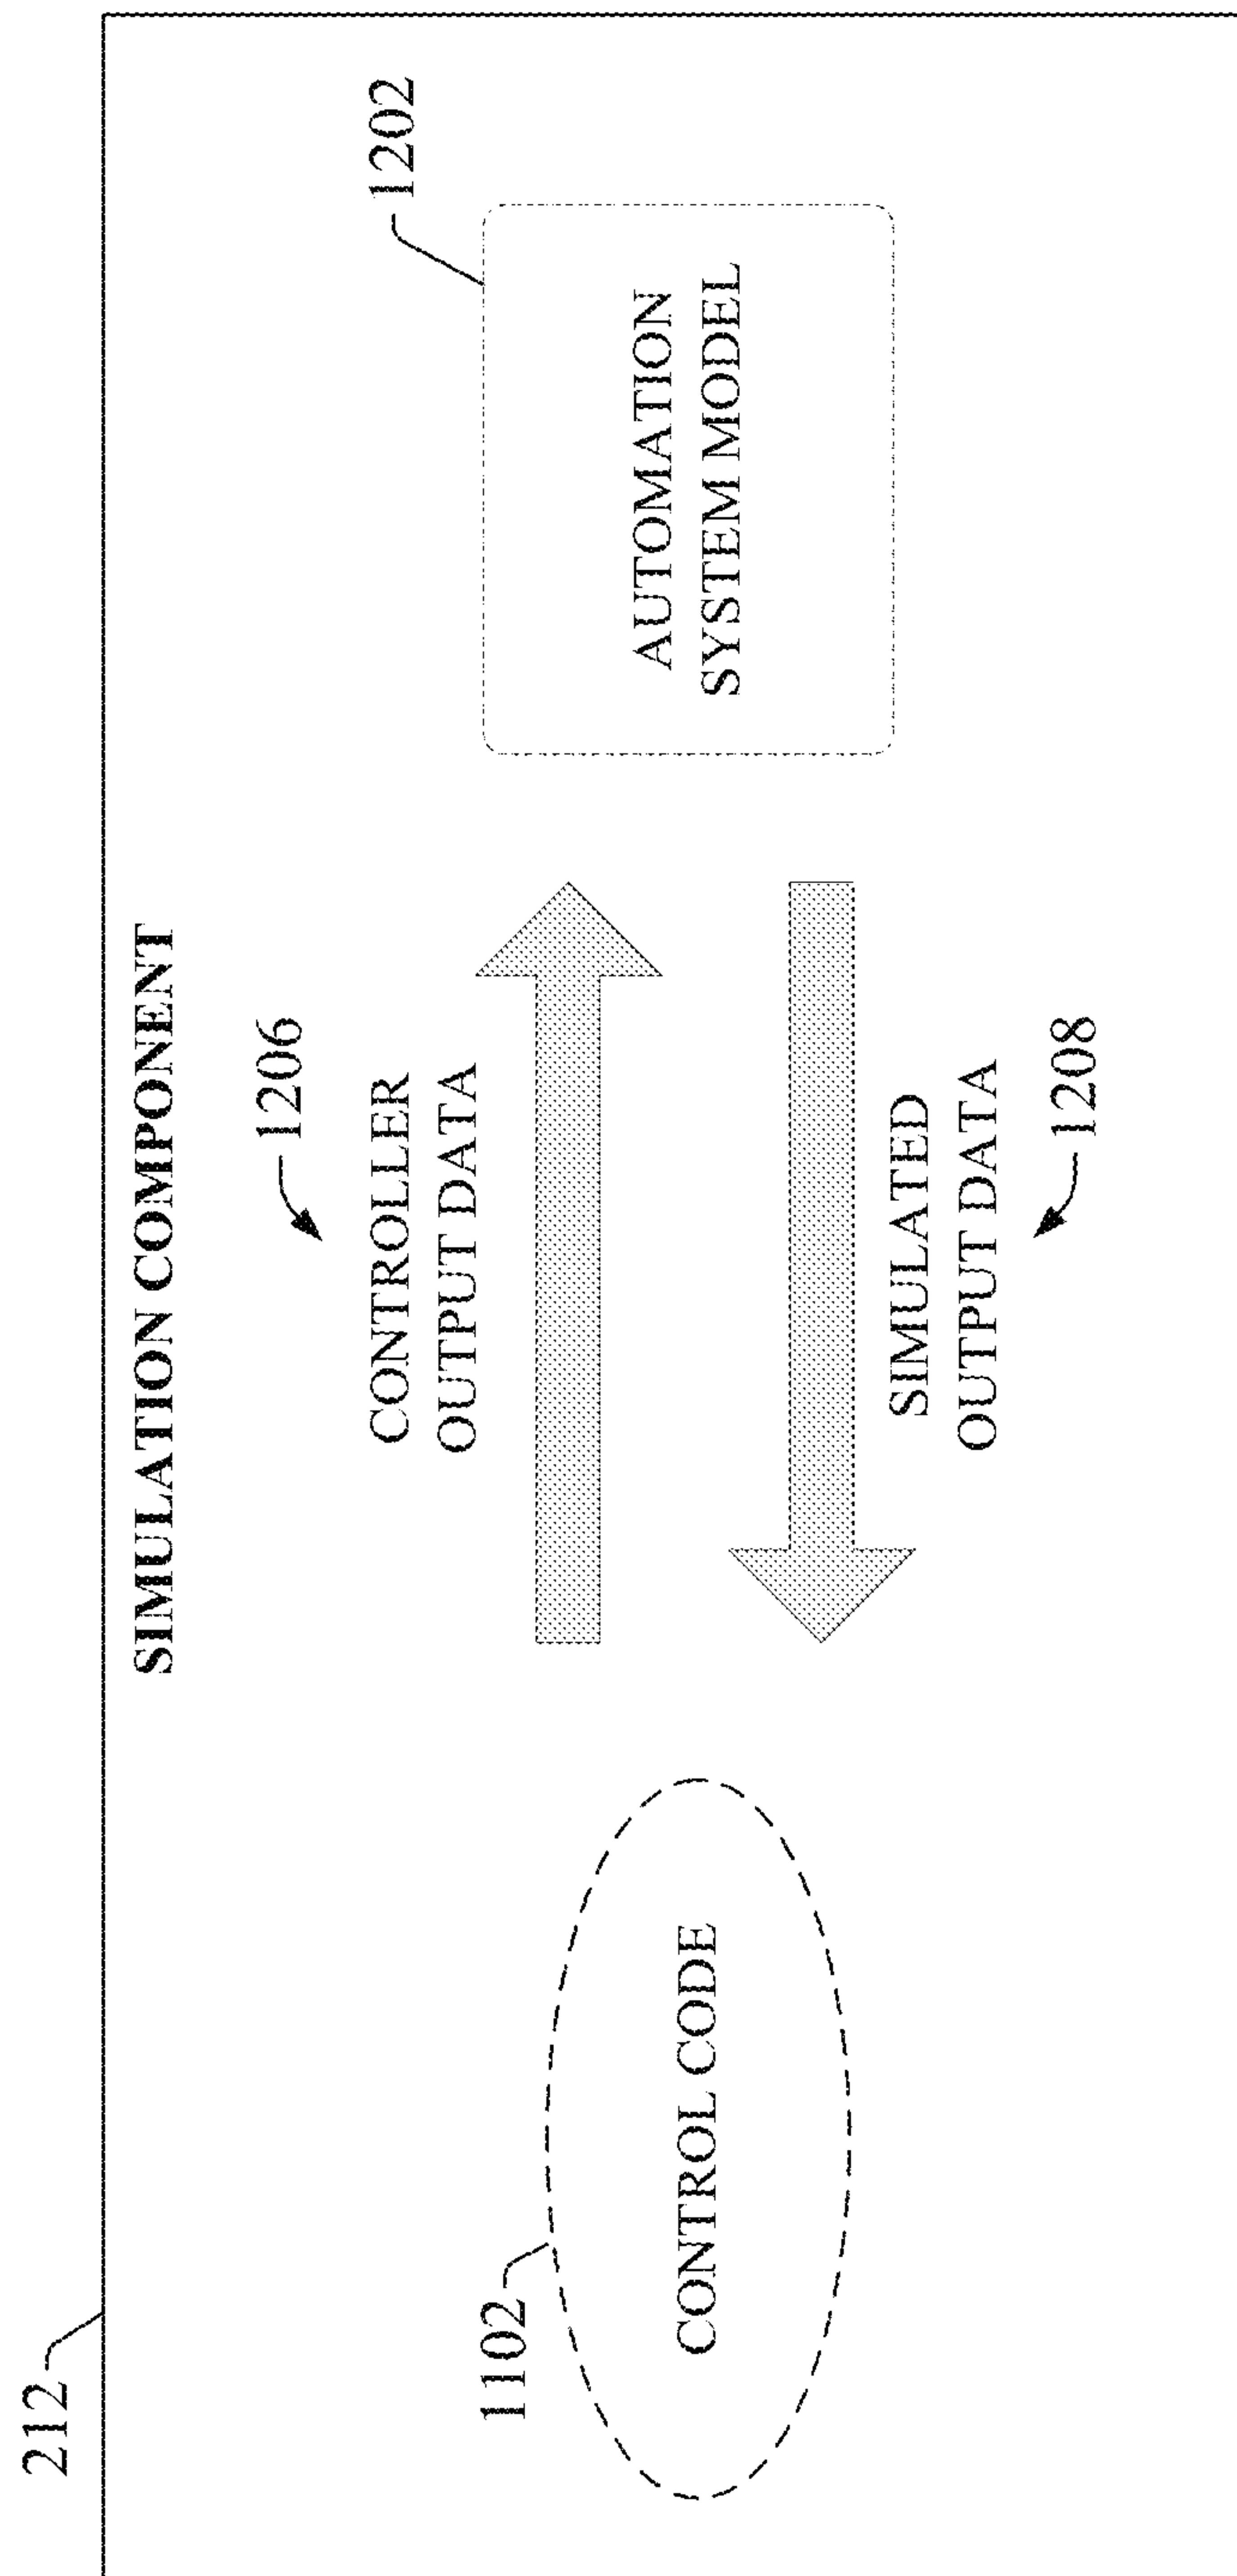 212
SIMULATION COMPONENT
1206
CONTROLLER
OUTPUT DATA
1202
1102
CONTROL CODE
AUTOMATION
SYSTEM MODEL
SIMULATED
OUTPUT DATA
1208